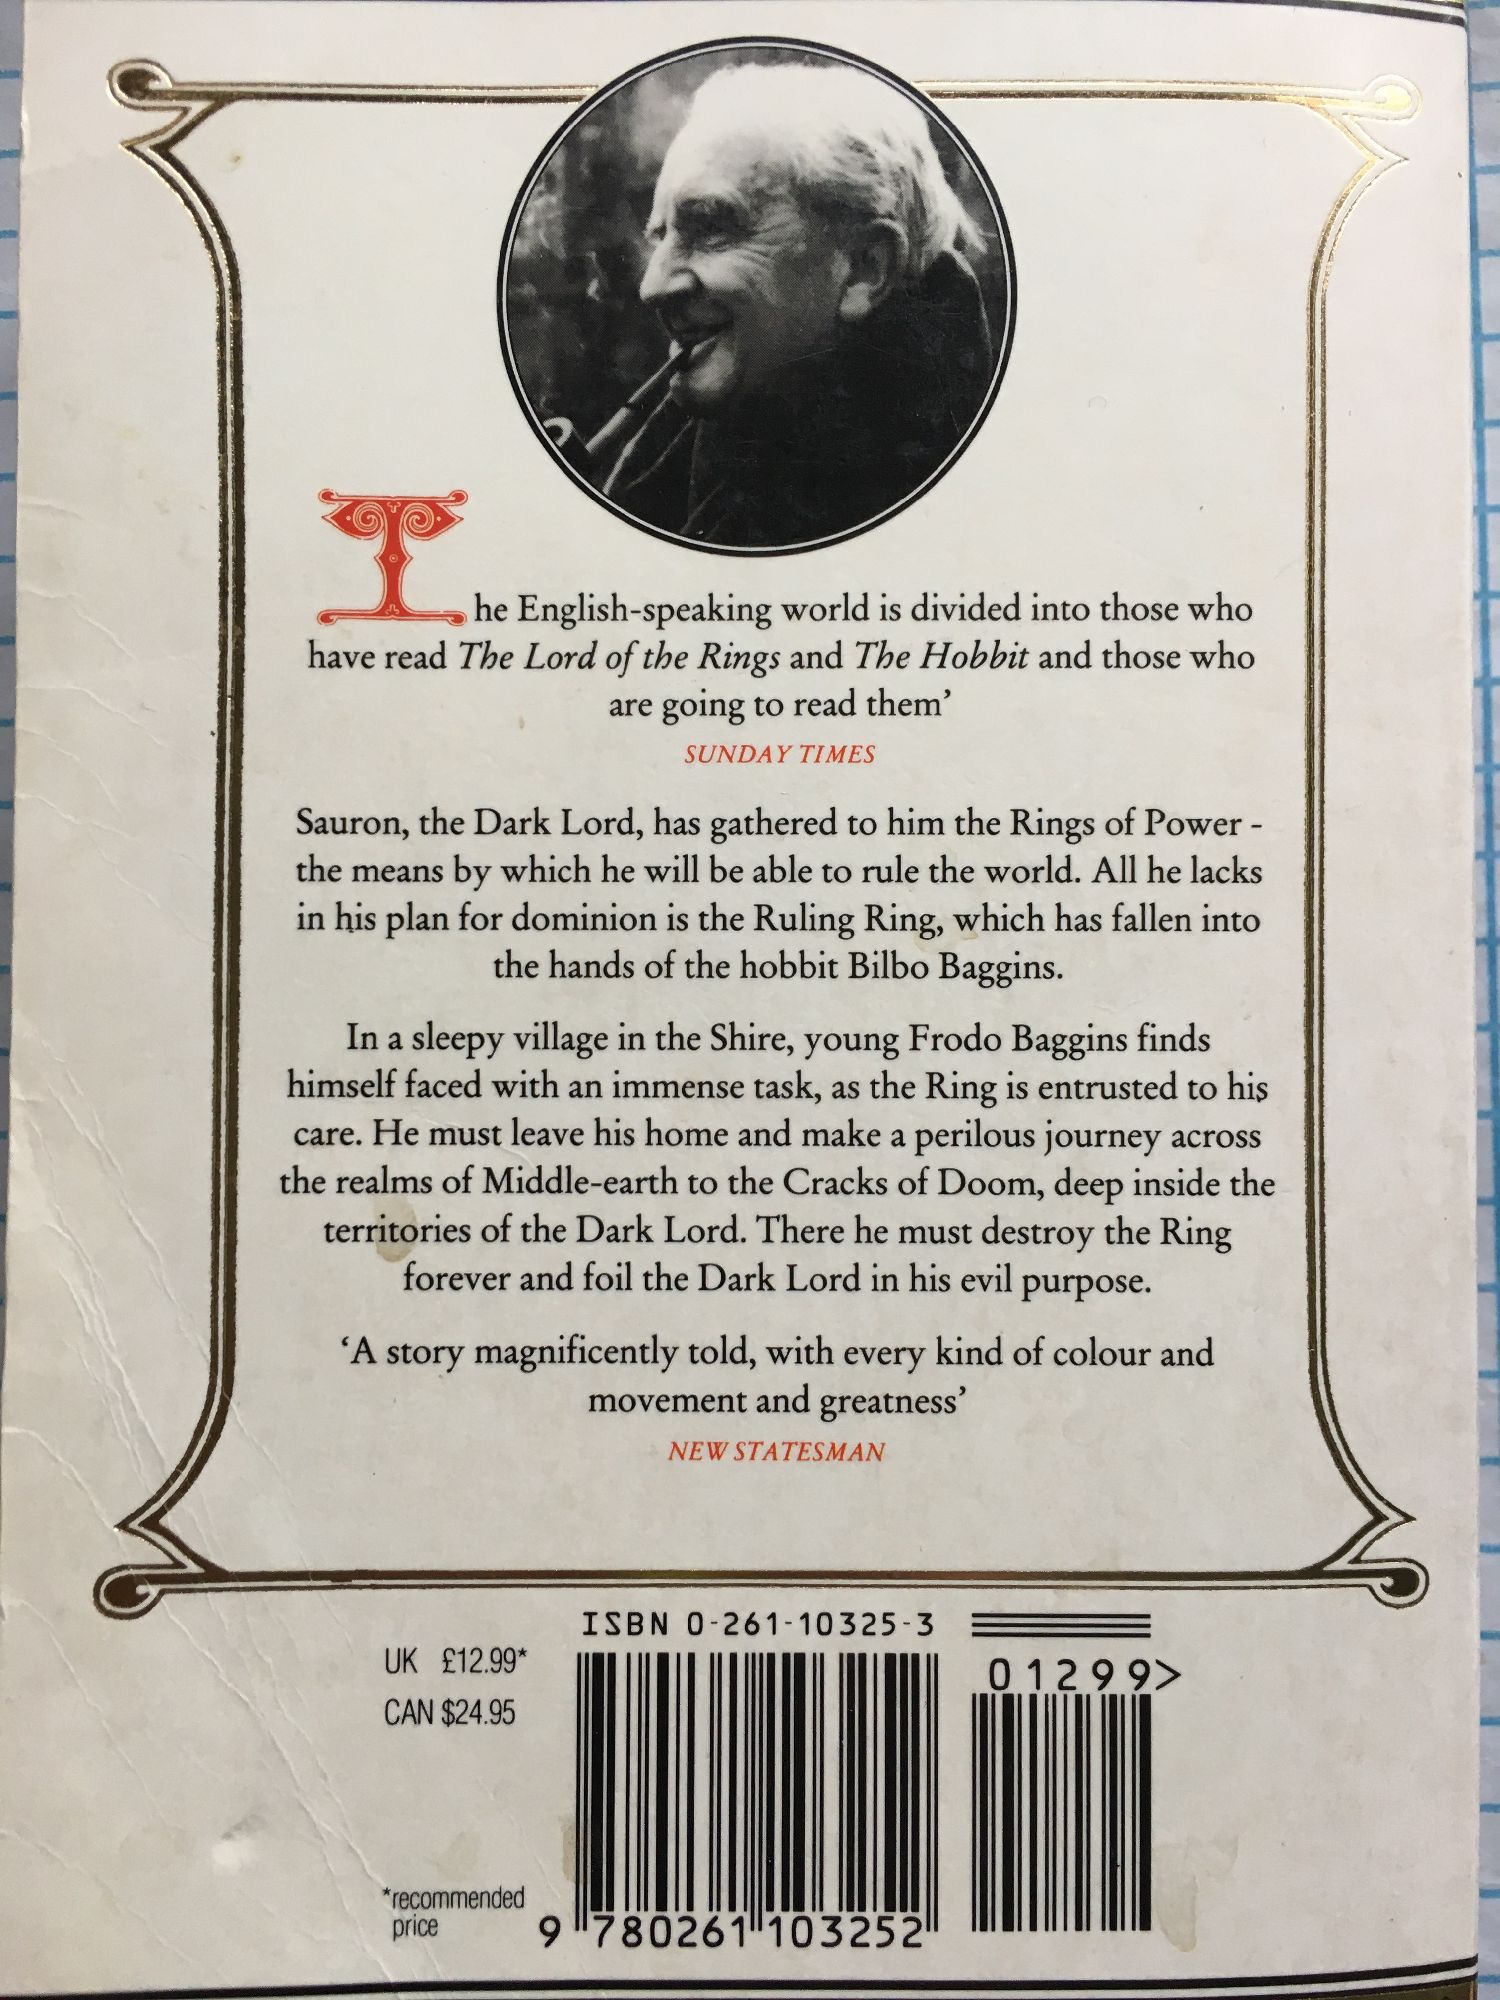 The English-speaking world is divided into those who
have read The Lord of the Rings and The Hobbit and those who
are going to read them’
SUNDAY TIMES
Sauron, the Dark Lord, has gathered to him the Rings of Power -
the means by which he will be able to rule the world. All he lacks
in his plan for dominion is the Ruling Ring, which has fallen into
the hands of the hobbit Bilbo Baggins.
In a sleepy village in the Shire, young Frodo Baggins finds
himself faced with an immense task, as the Ring is entrusted to his
care. He must leave his home and make a perilous journey across
the realms of Middle-earth to the Cracks of Doom, deep inside the
territories of the Dark Lord. There he must destroy the Ring
forever and foil the Dark Lord in his evil purpose.
‘A story magnificently told, with every kind of colour and
movement and greatness’
NEW STATESMAN
ISBN 0-261-10325-3
UK £12.99*
CAN $24.95
01299>
*recommended
price
9 780261 103252